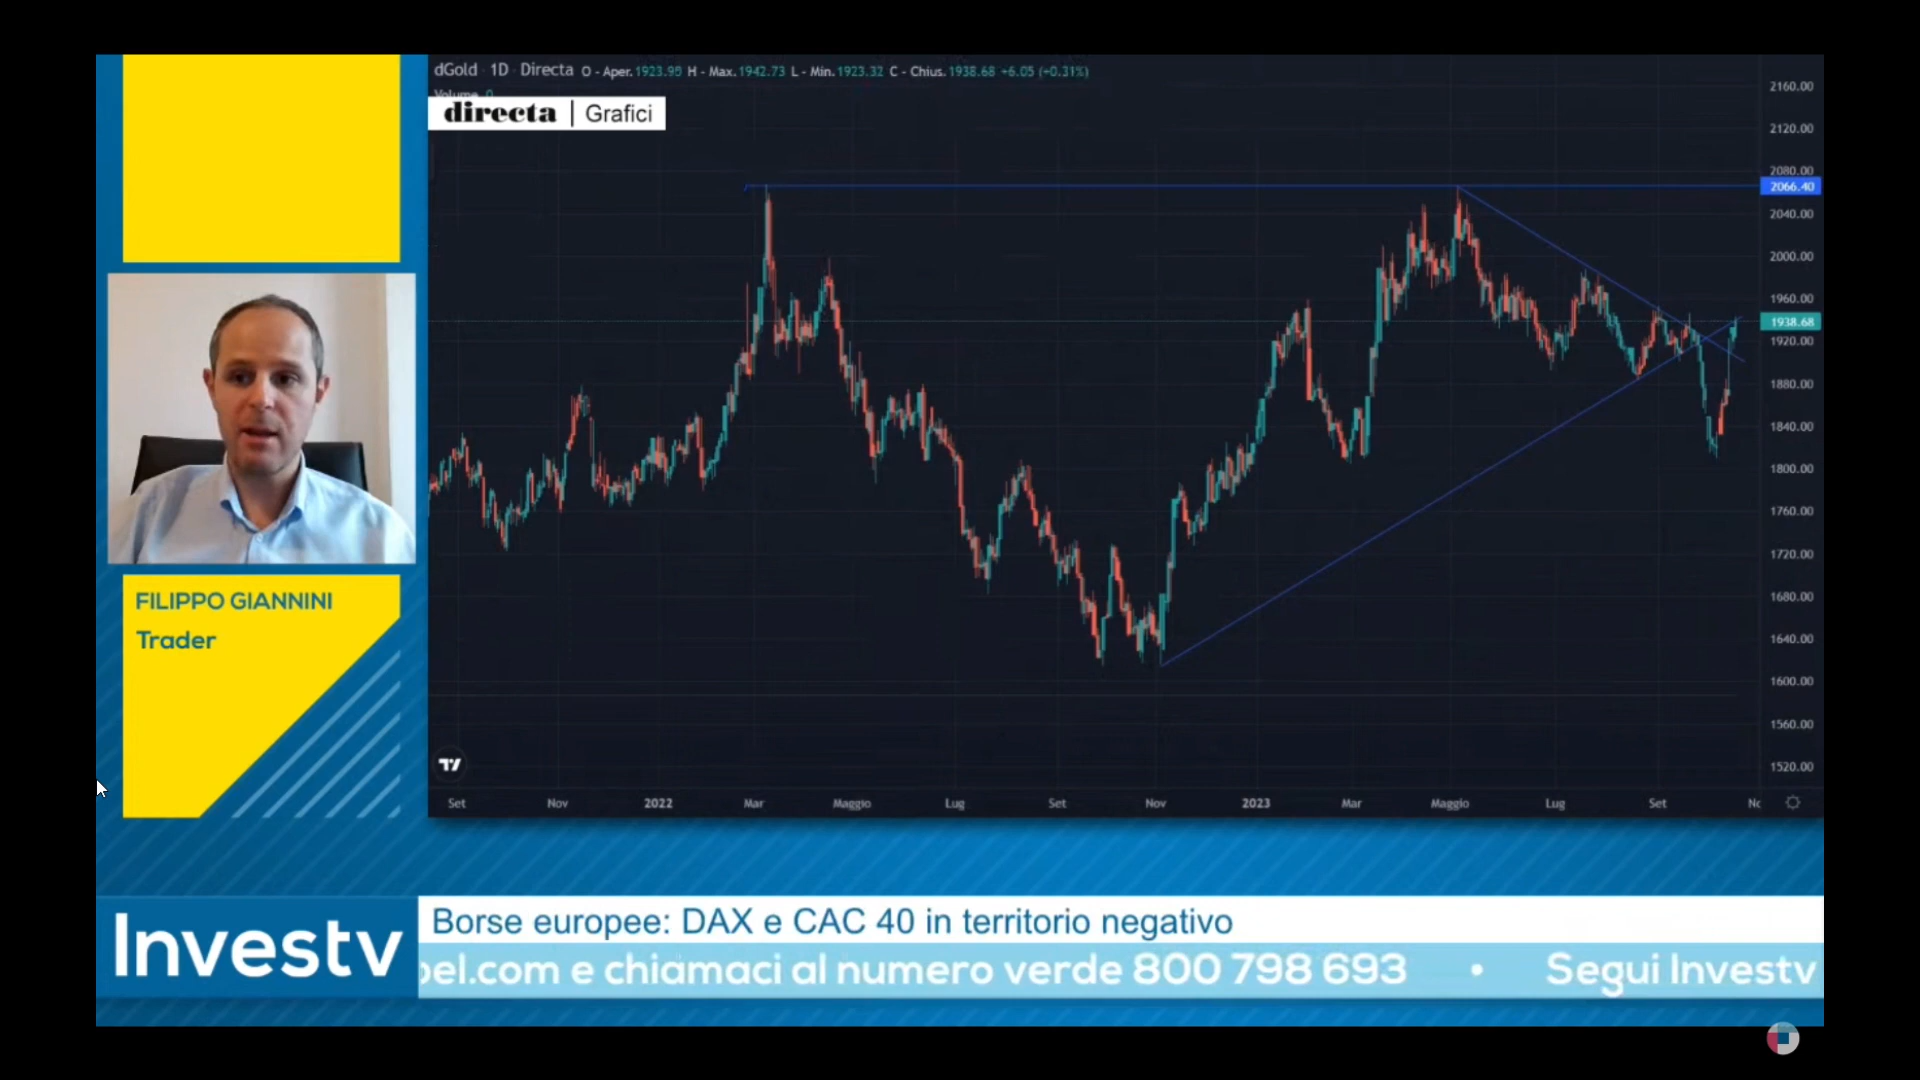 dGold · 1D · Directa O - Aper. 1923.95 H - Max. 1942.73 L - Min. 1923.32 C - Chius. 1938.68 +6.05 (+0.31%)
Volume 0
directa | Grafici
2160.00
2120.00
2080.00
2066.40
2040.00
2000.00
1960.00
1938.68
1920.00
1880.00
1840.00
1800.00
1760.00
1720.00
1680.00
1640.00
1600.00
1560.00
1520.00
Set Nov 2022 Mar Maggio Lug Set Nov 2023 Mar Maggio Lug Set No
FILIPPO GIANNINI
Trader
Investv
Borse europee: DAX e CAC 40 in territorio negativo
bel.com e chiamaci al numero verde 800 798 693 • Segui Investv